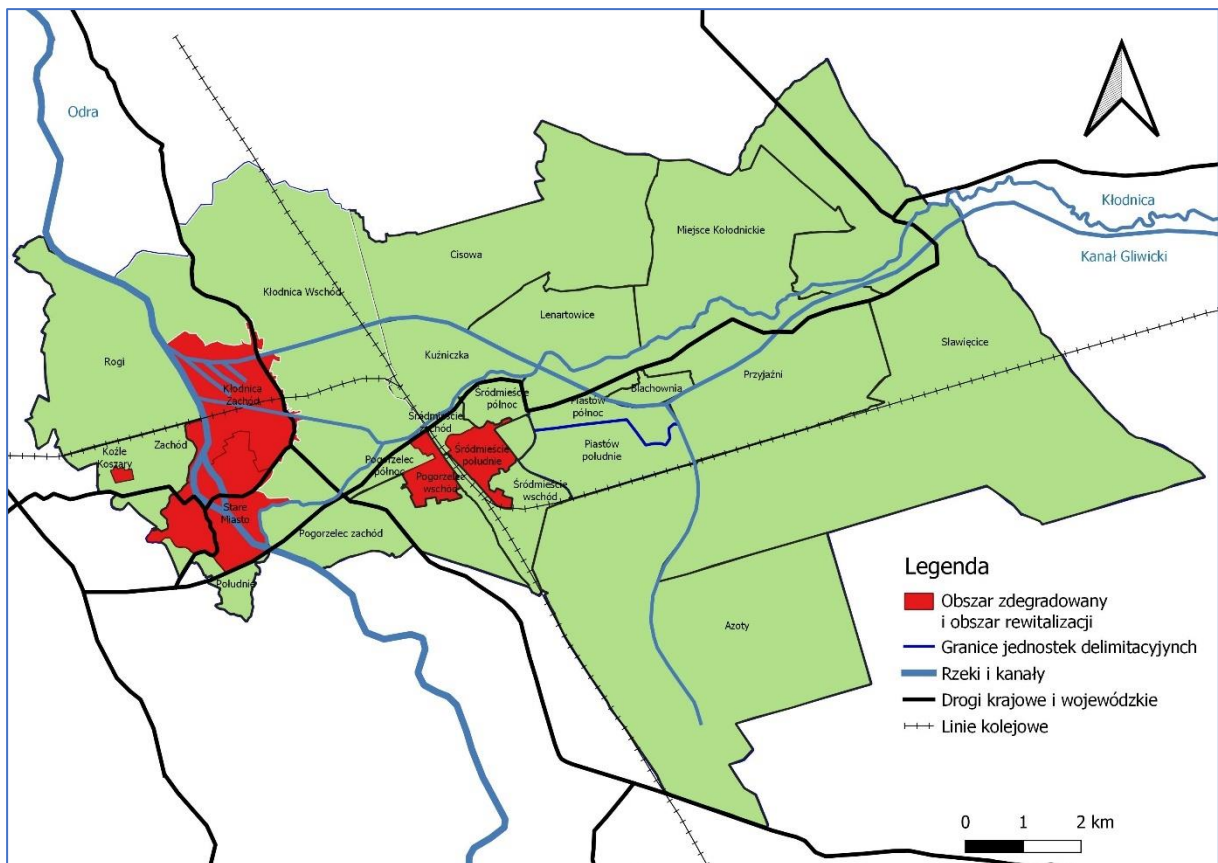 Odra
Kłodnica
Kanał Gliwicki
Miejsce Kołodnickie
Cisowa
Kłodnica Wschód
Lenartowice
Sławięcice
Rogi
Kuźniczka
Przyjaźni
Blachownia
Kłodnica
Zachód
Śródmieście
północ
Piastów
północ
Śródmieście
zachód
Zachód
Koźle
Koszary
Śródmieście
południe
Piastów
południe
Pogorzelec
północ
Pogorzelec
wschód
Śródmieście
wschód
Stare
Miasto
Pogorzelec zachód
Południe
Azoty
Legenda
Obszar zdegradowany
i obszar rewitalizacji
Granice jednostek delimitacyjynch
Rzeki i kanały
Drogi krajowe i wojewódzkie
Linie kolejowe
0 1 2 km